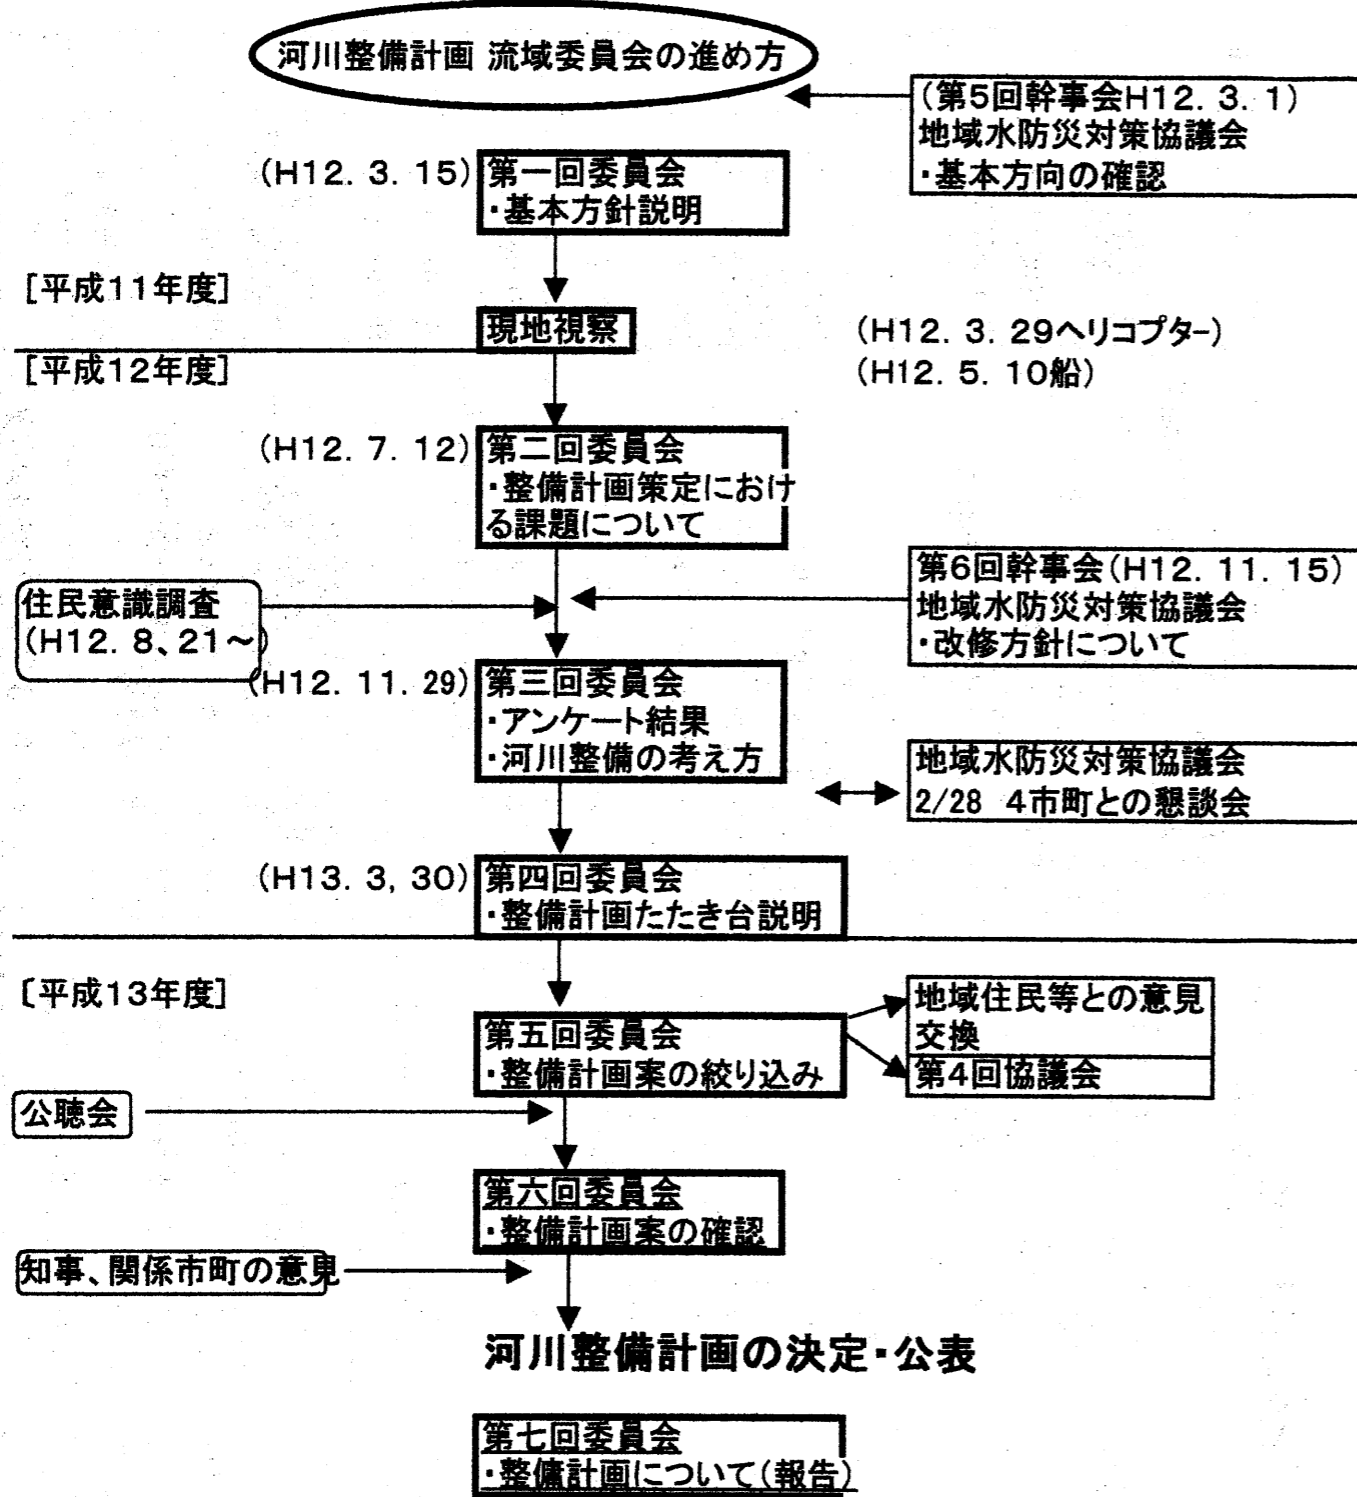 河川整備計画 流域委員会の進め方
(第5回幹事会H12. 3. 1)
地域水防災対策協議会
・基本方向の確認
(H12. 3. 15)
第一回委員会
・基本方針説明
[平成11年度]
現地視察
(H12. 3. 29ヘリコプター)
(H12. 5. 10船)
[平成12年度]
(H12. 7. 12)
第二回委員会
・整備計画策定におけ
る課題について
住民意識調査
(H12. 8、21〜)
第6回幹事会(H12. 11. 15)
地域水防災対策協議会
・改修方針について
(H12. 11. 29)
第三回委員会
・アンケート結果
・河川整備の考え方
地域水防災対策協議会
2/28 4市町との懇談会
(H13. 3, 30)
第四回委員会
・整備計画たたき台説明
〔平成13年度]
第五回委員会
・整備計画案の絞り込み
地域住民等との意見
交換
第4回協議会
公聴会
第六回委員会
・整備計画案の確認
知事、関係市町の意見
河川整備計画の決定・公表
第七回委員会
・整備計画について(報告)